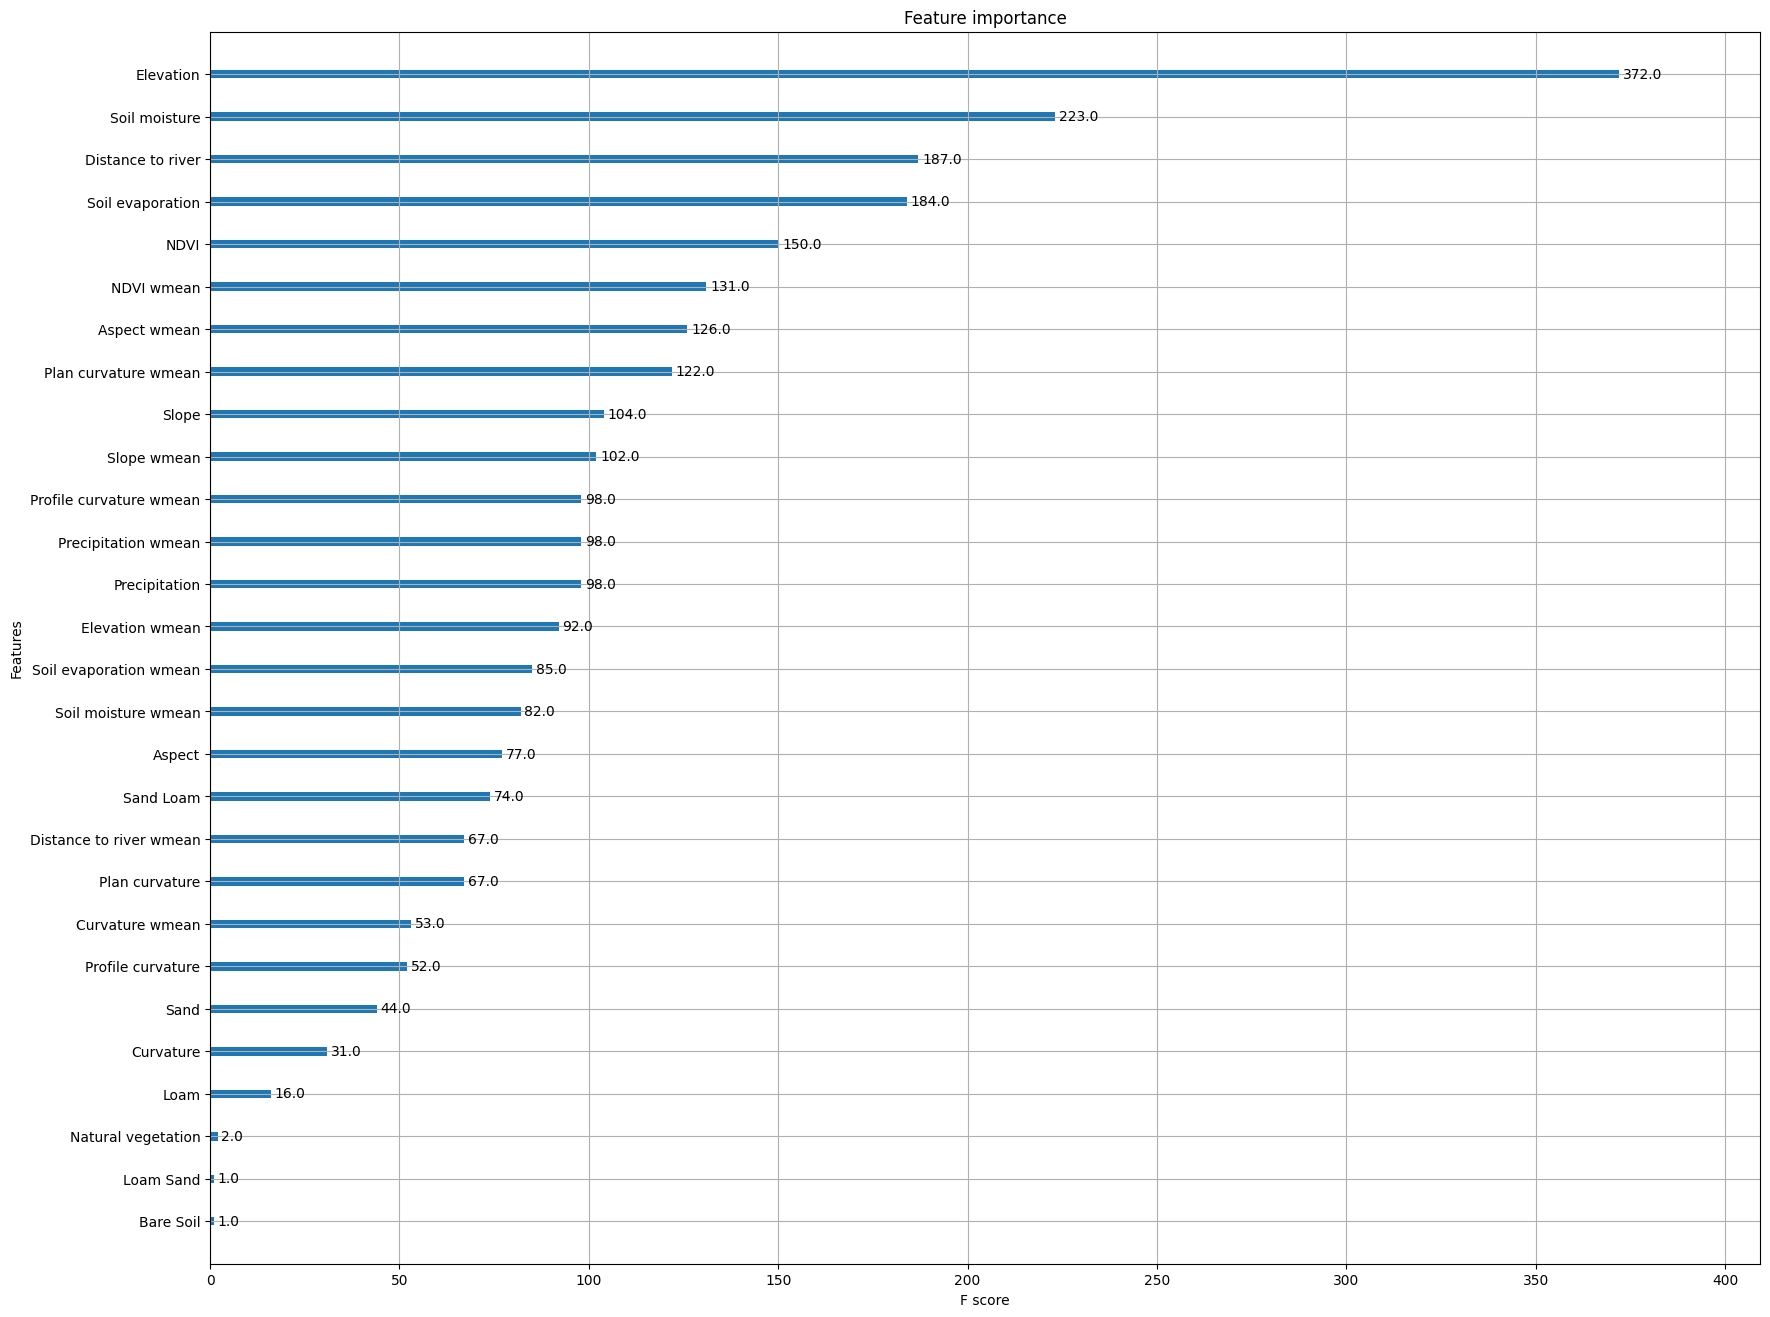 Feature importance
Elevation 372.0
Soil moisture 223.0
Distance to river 187.0
Soil evaporation 184.0
NDVI 150.0
NDVI wmean 131.0
Aspect wmean 126.0
Plan curvature wmean 122.0
Slope 104.0
Slope wmean 102.0
Profile curvature wmean 98.0
Precipitation wmean 98.0
Precipitation 98.0
Elevation wmean 92.0
Features
Soil evaporation wmean 85.0
Soil moisture wmean 82.0
Aspect 77.0
Sand Loam 74.0
Distance to river wmean 67.0
Plan curvature 67.0
Curvature wmean 53.0
Profile curvature 52.0
Sand 44.0
Curvature 31.0
Loam 16.0
Natural vegetation 2.0
Loam Sand 1.0
Bare Soil 1.0
0 50 100 150 200 250 300 350 400
F score